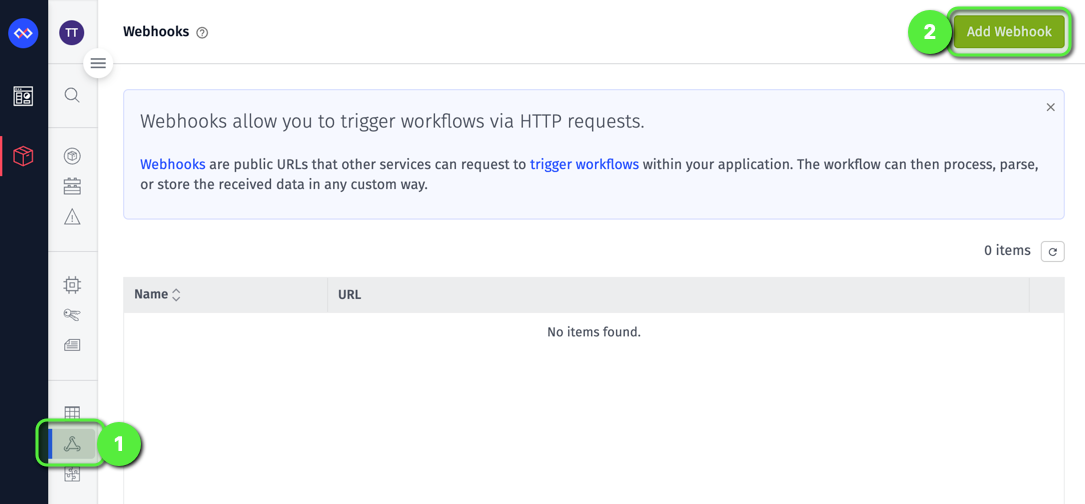 TT
Webhooks
2
Add Webhook
Webhooks allow you to trigger workflows via HTTP requests.
Webhooks are public URLs that other services can request to trigger workflows within your application. The workflow can then process, parse,
or store the received data in any custom way.
0 items
Name
URL
No items found.
1